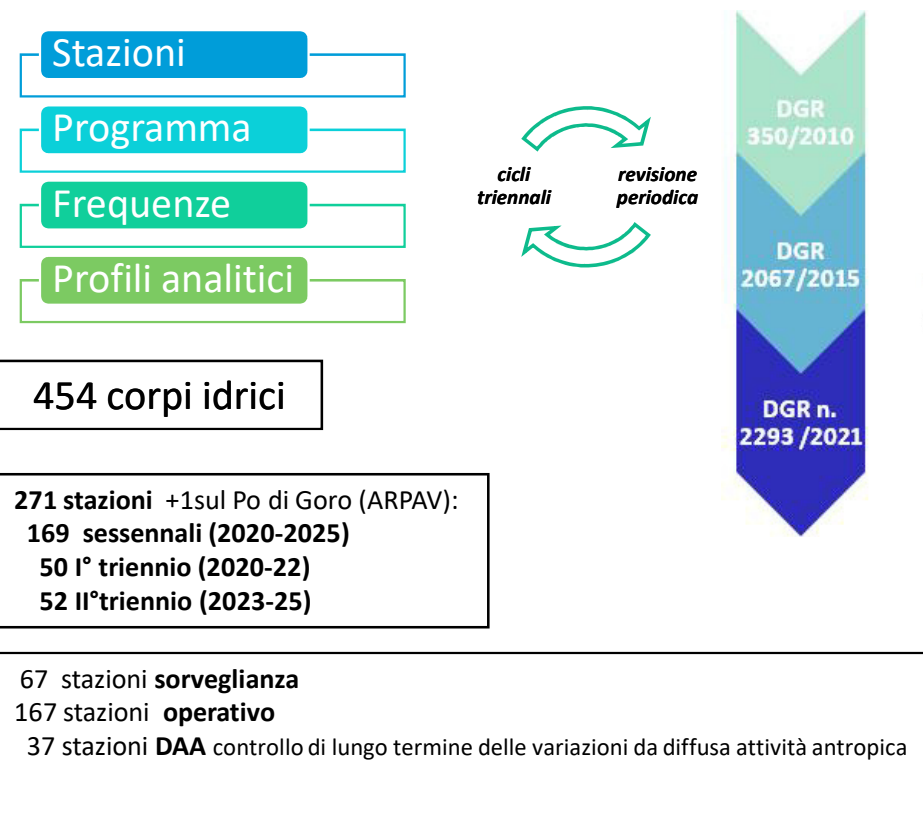 Stazioni
Programma
Frequenze
Profili analitici
cicli
triennali
revisione
periodica
DGR
350/2010
DGR
2067/2015
DGR n.
2293 /2021
454 corpi idrici
271 stazioni +1sul Po di Goro (ARPAV):
169 sessennali (2020-2025)
50 I° triennio (2020-22)
52 II°triennio (2023-25)
67 stazioni sorveglianza
167 stazioni operativo
37 stazioni DAA controllo di lungo termine delle variazioni da diffusa attività antropica